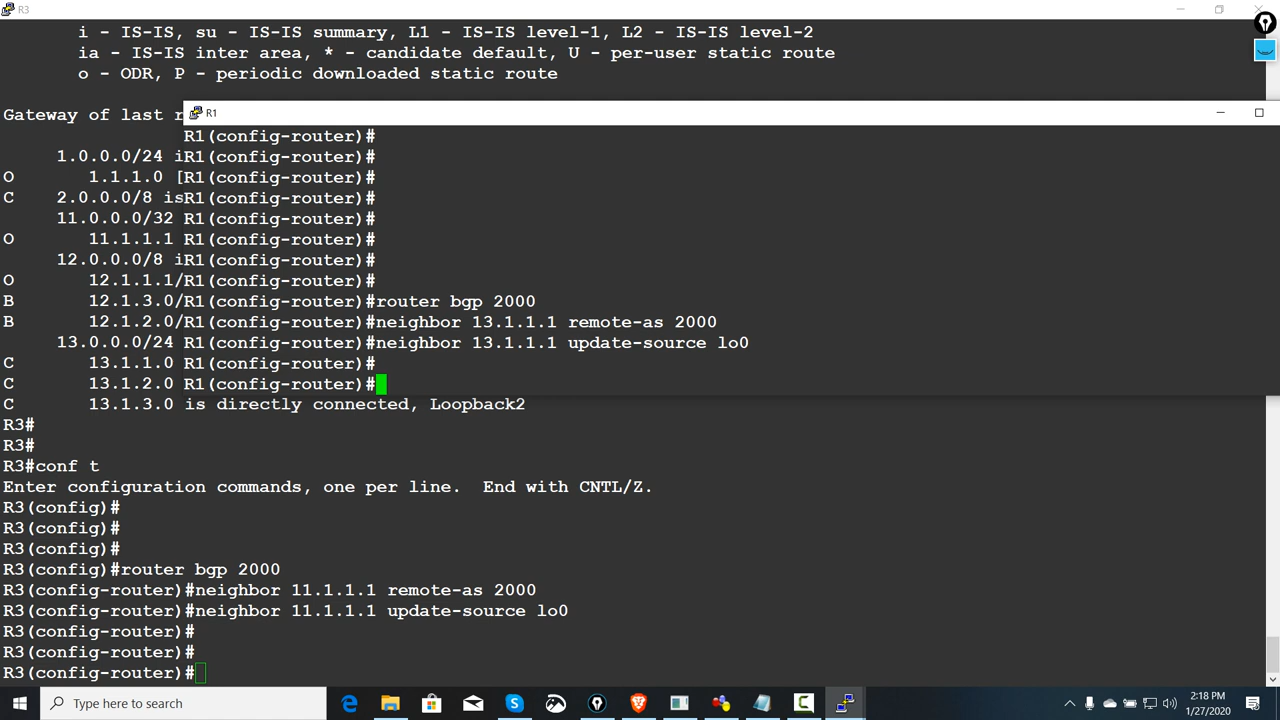 R3
i - IS-IS, su - IS-IS summary, L1 - IS-IS level-1, L2 - IS-IS level-2
ia - IS-IS inter area, * - candidate default, U - per-user static route
o - ODR, P - periodic downloaded static route
Gateway of last r
1.0.0.0/24 i
O 1.1.1.0 [
C 2.0.0.0/8 is
11.0.0.0/32
O 11.1.1.1
12.0.0.0/8 i
O 12.1.1.1/
B 12.1.3.0/
B 12.1.2.0/
13.0.0.0/24
C 13.1.1.0
C 13.1.2.0
C 13.1.3.0 is directly connected, Loopback2
R3#
R3#
R3#conf t
Enter configuration commands, one per line. End with CNTL/Z.
R3(config)#
R3(config)#
R3(config)#
R3(config)#router bgp 2000
R3(config-router)#neighbor 11.1.1.1 remote-as 2000
R3(config-router)#neighbor 11.1.1.1 update-source lo0
R3(config-router)#
R3(config-router)#
R3(config-router)#
R1
R1(config-router)#
R1(config-router)#
R1(config-router)#
R1(config-router)#
R1(config-router)#
R1(config-router)#
R1(config-router)#
R1(config-router)#
R1(config-router)#router bgp 2000
R1(config-router)#neighbor 13.1.1.1 remote-as 2000
R1(config-router)#neighbor 13.1.1.1 update-source lo0
R1(config-router)#
R1(config-router)#
Type here to search
2:18 PM
1/27/2020